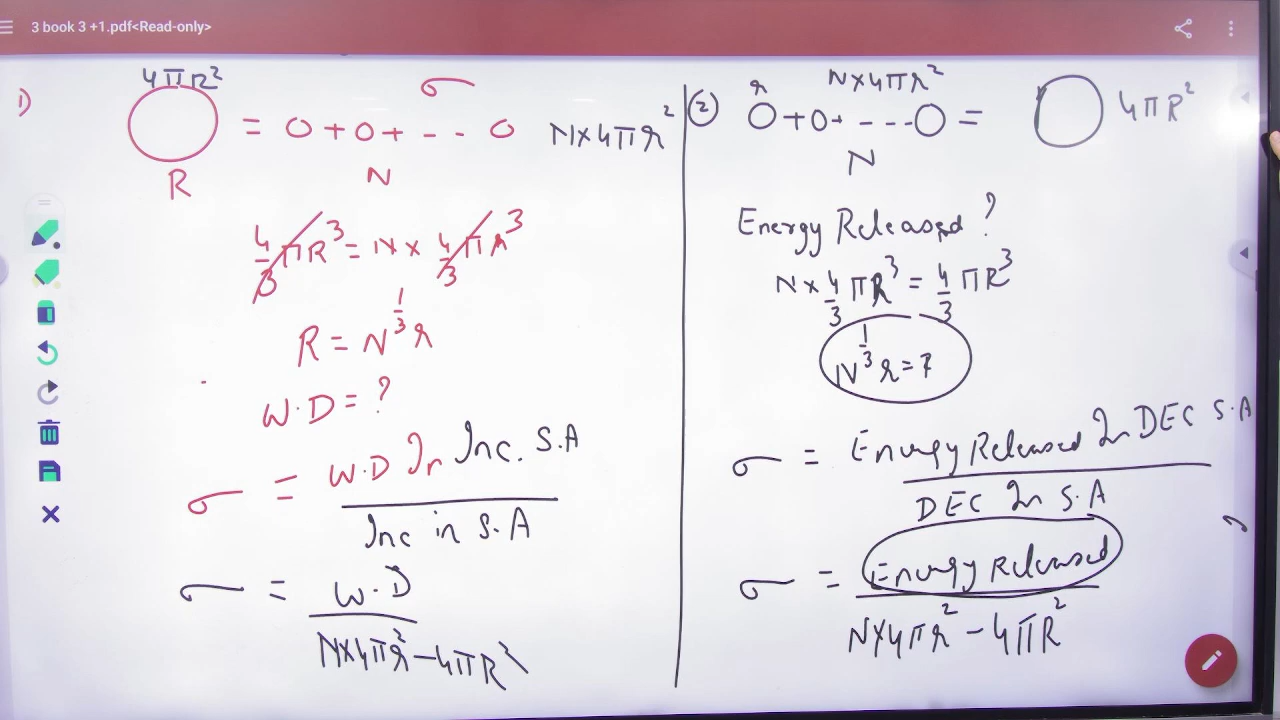 3 book 3 +1.pdf<Read-only>
1)
4πR²
σ
= O + O + - - O N×4πr²
R
N
4/3 πR³ = N × 4/3 πr³
R = N^1/3 r
W.D = ?
σ = W.D In Inc. S.A / Inc in S.A
σ = W.D / N×4πr² - 4πR²
(2)
r
N×4πr²
O + O + - - - O = O 4πR²
N
Energy Released ?
N × 4/3 πR³ = 4/3 πR³
N^1/3 r = R
σ = Energy Released In DEC S.A / DEC In S.A
σ = Energy Released / N×4πr² - 4πR²